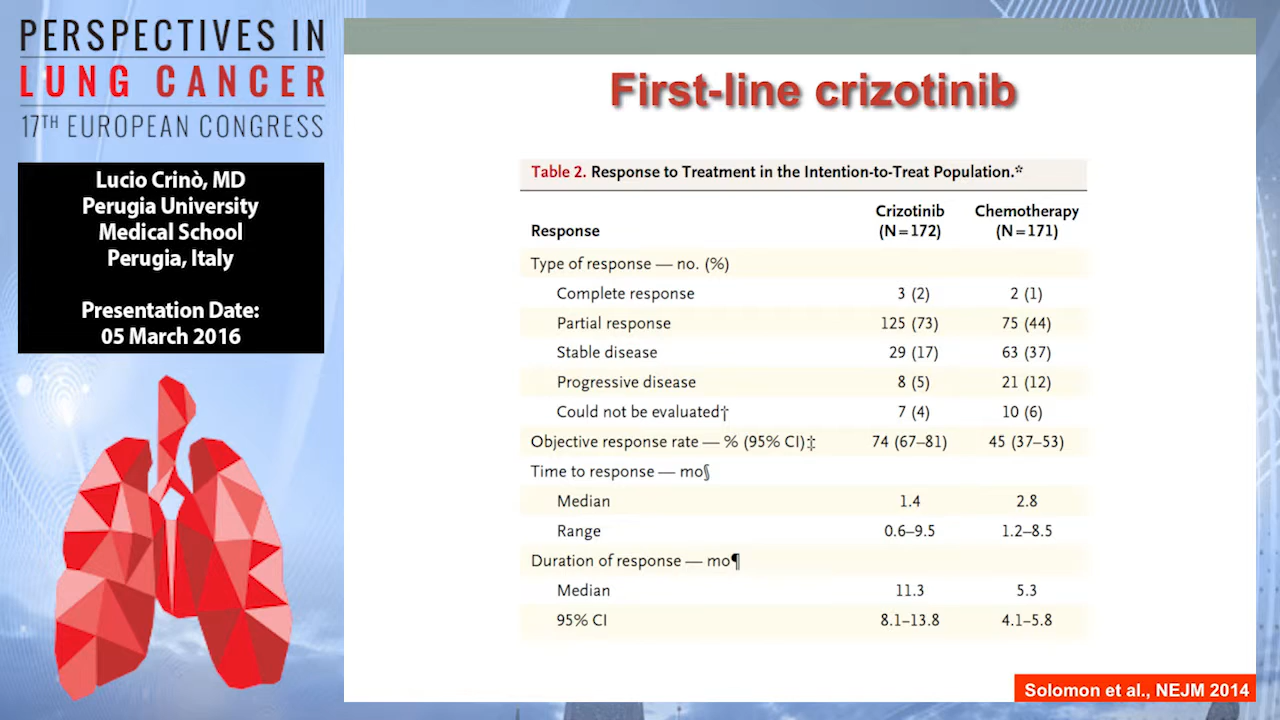 PERSPECTIVES IN
LUNG CANCER
17TH EUROPEAN CONGRESS
Lucio Crinò, MD
Perugia University
Medical School
Perugia, Italy
Presentation Date:
05 March 2016
First-line crizotinib
Table 2. Response to Treatment in the Intention-to-Treat Population.*
Response Crizotinib (N=172) Chemotherapy (N=171)
Type of response — no. (%)
Complete response 3 (2) 2 (1)
Partial response 125 (73) 75 (44)
Stable disease 29 (17) 63 (37)
Progressive disease 8 (5) 21 (12)
Could not be evaluated† 7 (4) 10 (6)
Objective response rate — % (95% CI)‡ 74 (67–81) 45 (37–53)
Time to response — mo§
Median 1.4 2.8
Range 0.6–9.5 1.2–8.5
Duration of response — mo¶
Median 11.3 5.3
95% CI 8.1–13.8 4.1–5.8
Solomon et al., NEJM 2014